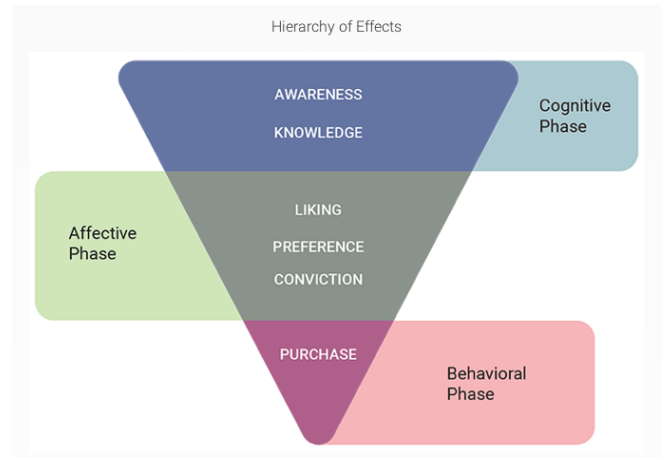 Hierarchy of Effects
AWARENESS
KNOWLEDGE
Cognitive
Phase
LIKING
PREFERENCE
CONVICTION
Affective
Phase
PURCHASE
Behavioral
Phase